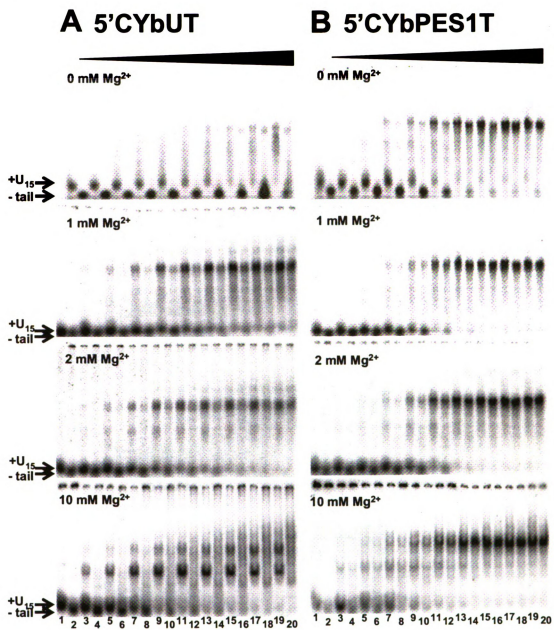 A 5'CYbUT
B 5'CYbPES1T
0 mM Mg²⁺
0 mM Mg²⁺
+U₁₅
- tail
1 mM Mg²⁺
1 mM Mg²⁺
+U₁₅
- tail
2 mM Mg²⁺
2 mM Mg²⁺
+U₁₅
- tail
10 mM Mg²⁺
10 mM Mg²⁺
+U₁₅
- tail
1 2 3 4 5 6 7 8 9 10 11 12 13 14 15 16 17 18 19 20
1 2 3 4 5 6 7 8 9 10 11 12 13 14 15 16 17 18 19 20